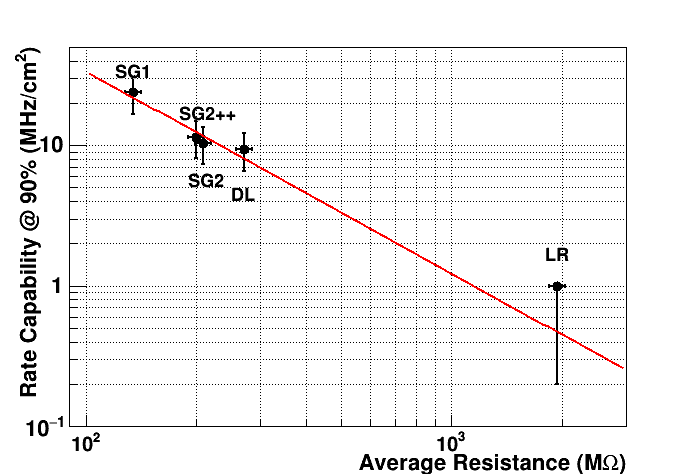 Rate Capability @ 90% (MHz/cm²)
SG1
SG2++
10
SG2
DL
LR
1
10⁻¹
10² 10³
Average Resistance (MΩ)